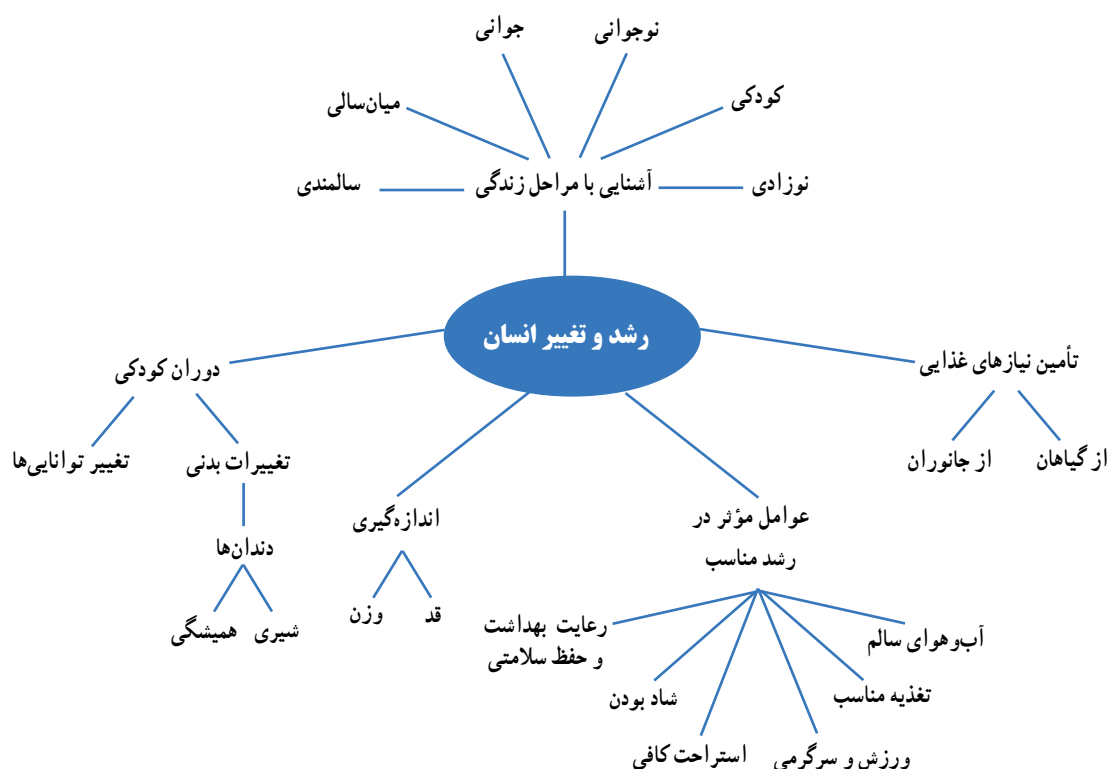 نوجوانی
جوانی
کودکی
میان‌سالی
نوزادی
آشنایی با مراحل زندگی
سالمندی
رشد و تغییر انسان
تأمین نیازهای غذایی
از گیاهان
از جانوران
دوران کودکی
تغییرات بدنی
تغییر توانایی‌ها
دندان‌ها
شیری
همیشگی
اندازه‌گیری
قد
وزن
عوامل مؤثر در
رشد مناسب
آب‌وهوای سالم
تغذیه مناسب
ورزش و سرگرمی
استراحت کافی
شاد بودن
رعایت بهداشت
و حفظ سلامتی